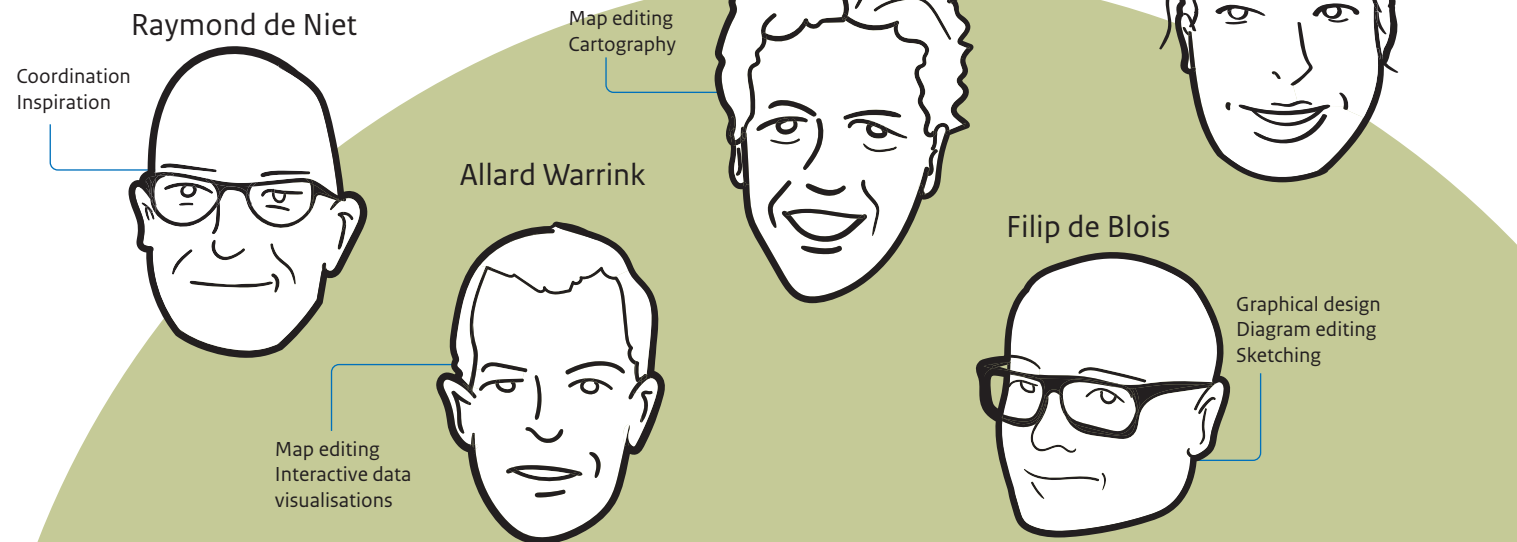 Raymond de Niet
Coordination
Inspiration
Map editing
Cartography
Allard Warrink
Map editing
Interactive data
visualisations
Filip de Blois
Graphical design
Diagram editing
Sketching